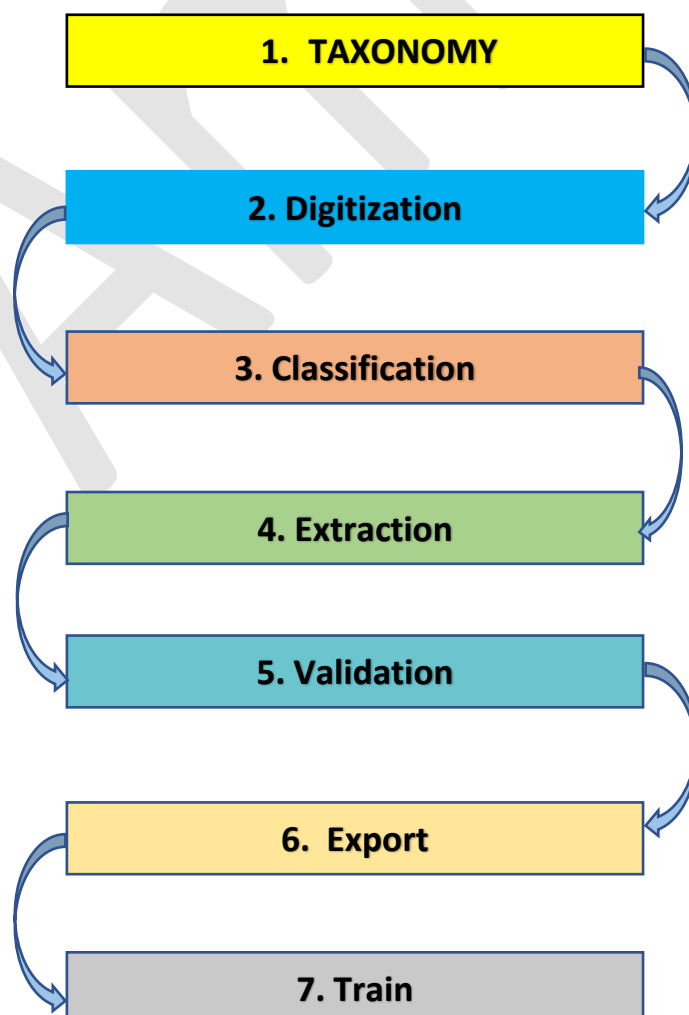 1. TAXONOMY
2. Digitization
3. Classification
4. Extraction
5. Validation
6. Export
7. Train